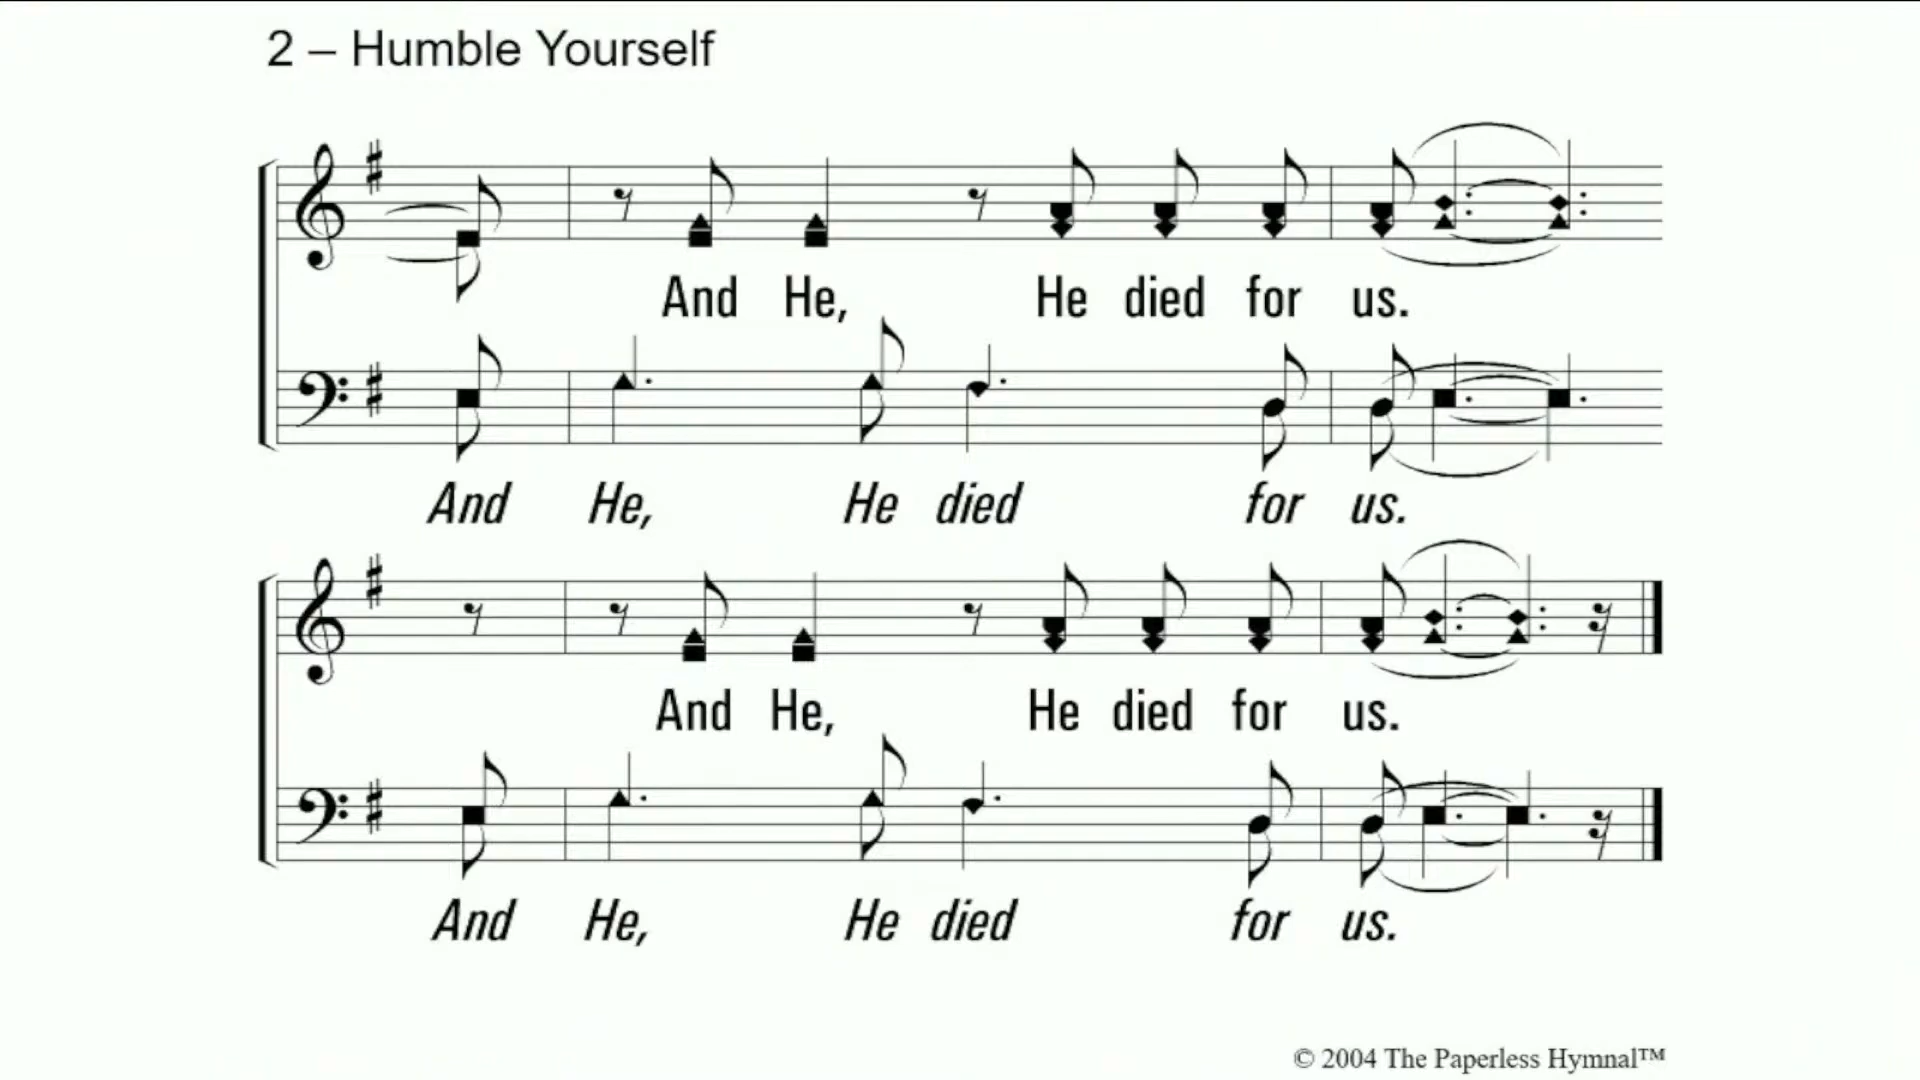 2 – Humble Yourself
And He, He died for us.
And He, He died for us.
And He, He died for us.
And He, He died for us.
© 2004 The Paperless Hymnal™